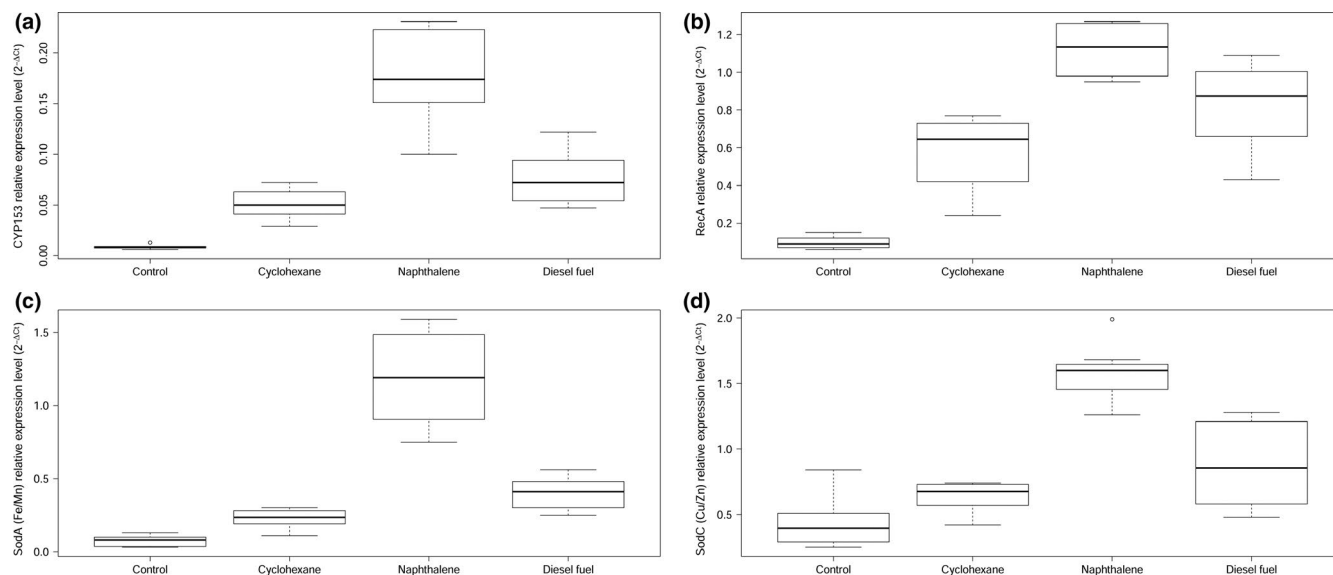 (a)
CYP153 relative expression level (2−ΔCt)
0.20
0.15
0.10
0.05
0.00
Control Cyclohexane Naphthalene Diesel fuel
(b)
RecA relative expression level (2−ΔCt)
1.2
1.0
0.8
0.6
0.4
0.2
Control Cyclohexane Naphthalene Diesel fuel
(c)
SodA (Fe/Mn) relative expression level (2−ΔCt)
1.5
1.0
0.5
0.0
Control Cyclohexane Naphthalene Diesel fuel
(d)
SodC (Cu/Zn) relative expression level (2−ΔCt)
2.0
1.5
1.0
0.5
Control Cyclohexane Naphthalene Diesel fuel